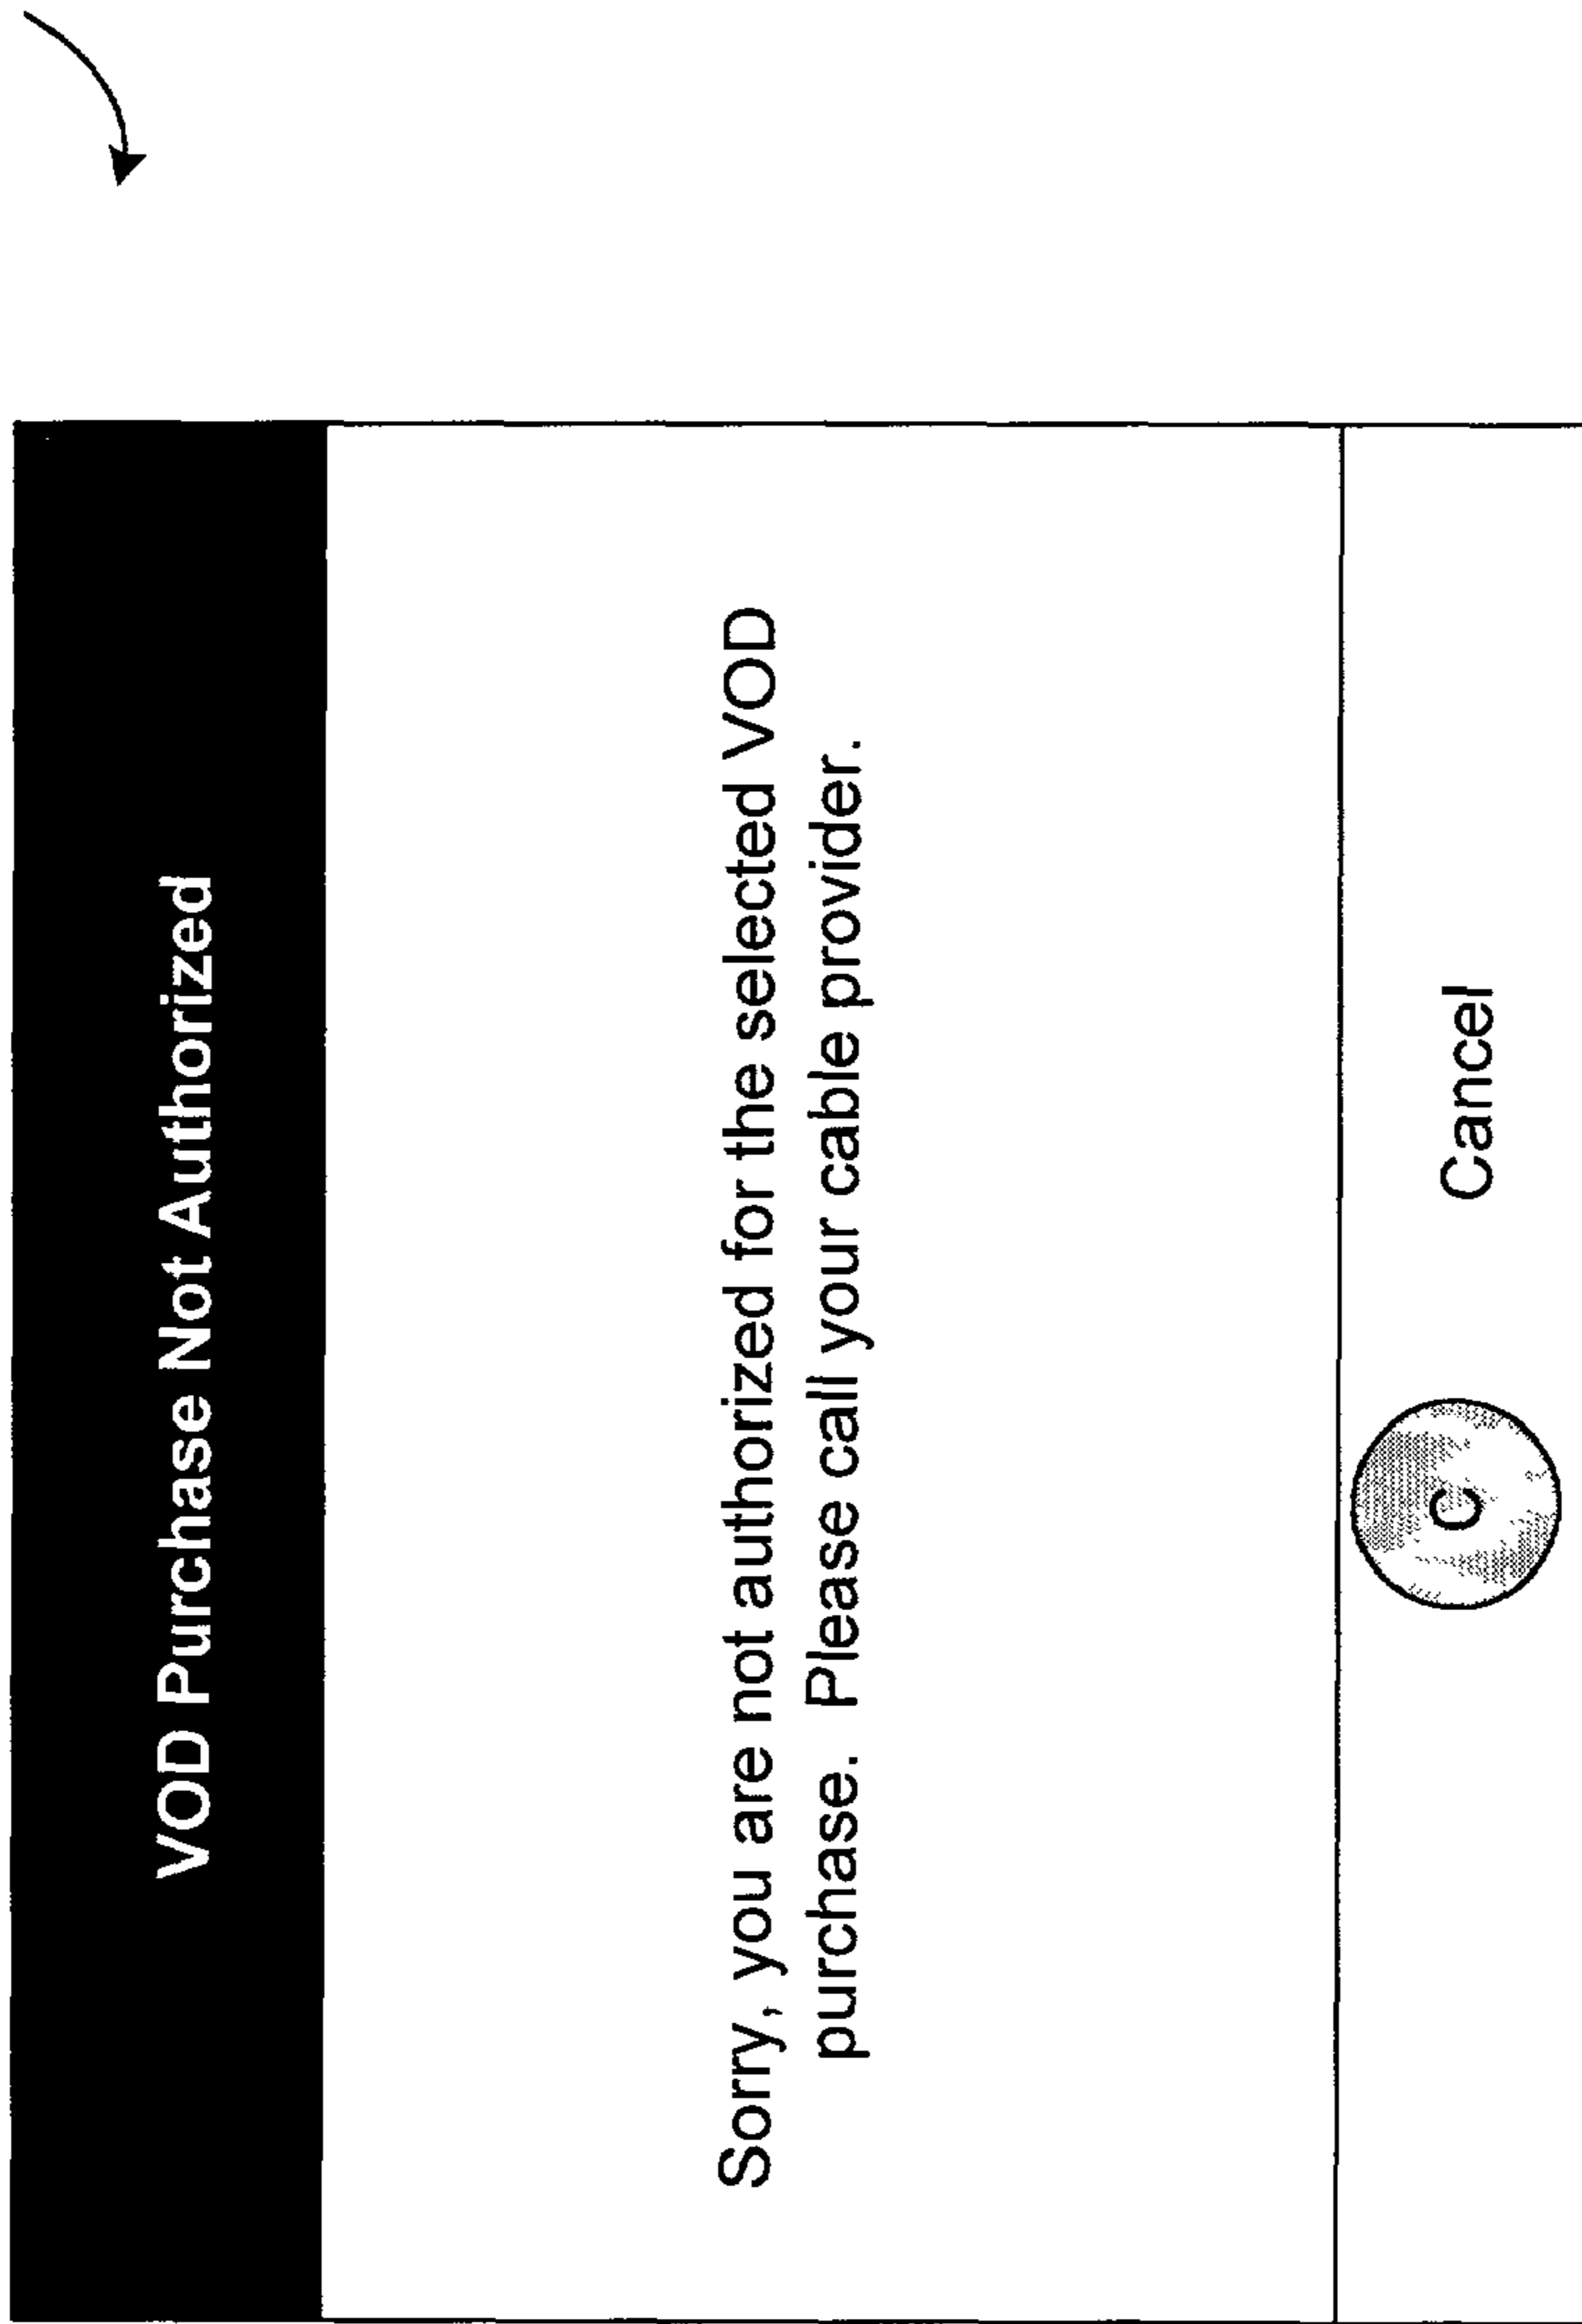 VOD Purchase Not Authorized
Sorry, you are not authorized for the selected VOD
purchase.  Please call your cable provider.
C Cancel